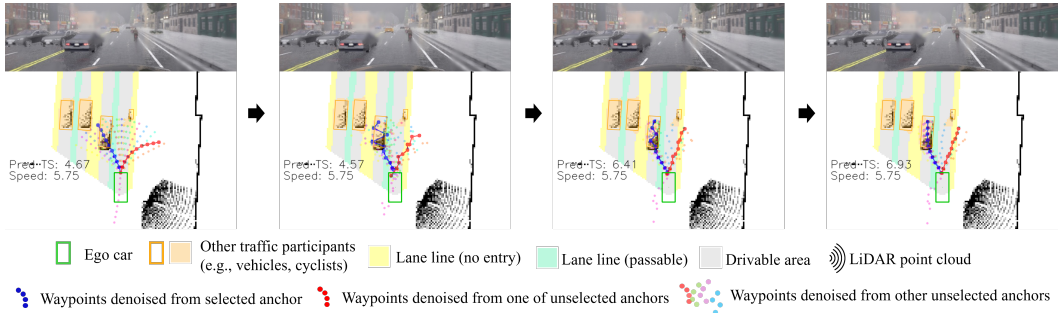 Pred TS: 4.67
Speed: 5.75
Pred TS: 4.57
Speed: 5.75
Pred TS: 6.41
Speed: 5.75
Pred TS: 6.93
Speed: 5.75
Ego car
Other traffic participants
(e.g., vehicles, cyclists)
Lane line (no entry)
Lane line (passable)
Drivable area
LiDAR point cloud
Waypoints denoised from selected anchor
Waypoints denoised from one of unselected anchors
Waypoints denoised from other unselected anchors